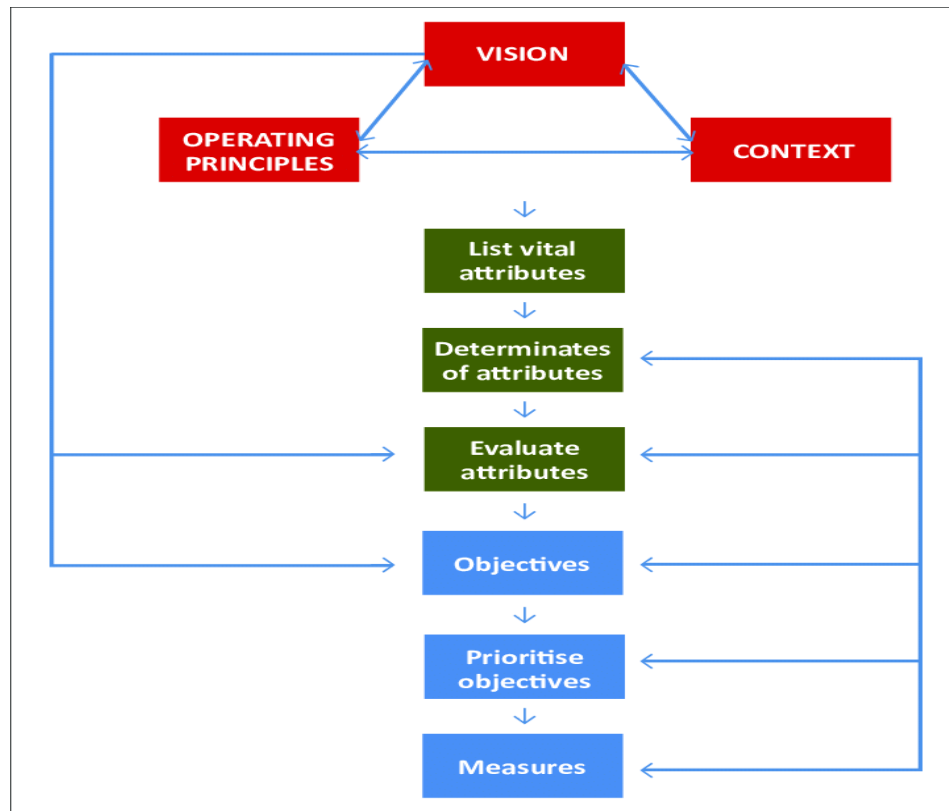 VISION
OPERATING
PRINCIPLES
CONTEXT
List vital
attributes
Determinates
of attributes
Evaluate
attributes
Objectives
Prioritise
objectives
Measures